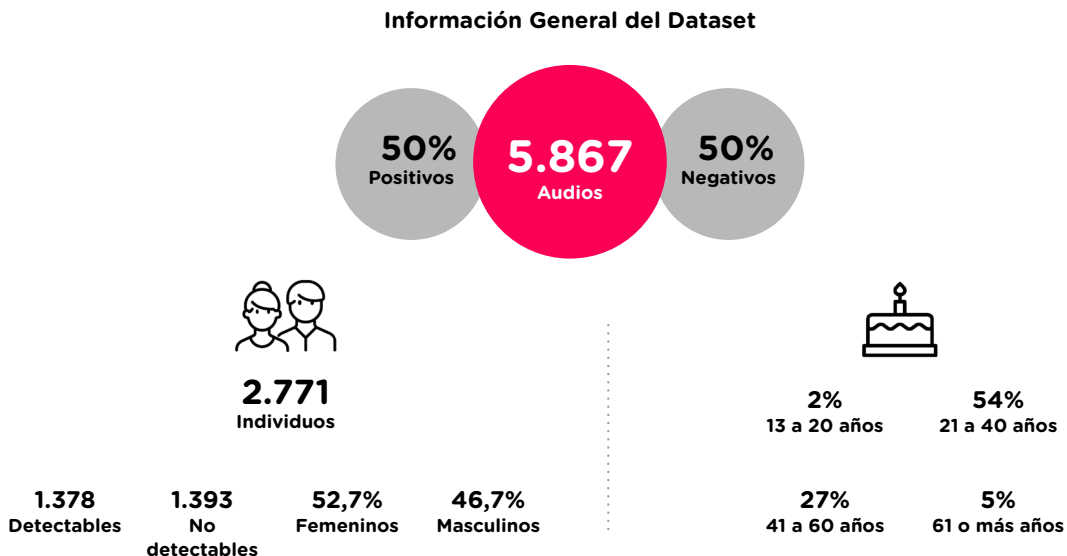 Información General del Dataset
50%
Positivos
5.867
Audios
50%
Negativos
2.771
Individuos
1.378
Detectables
1.393
No
detectables
52,7%
Femeninos
46,7%
Masculinos
2%
13 a 20 años
54%
21 a 40 años
27%
41 a 60 años
5%
61 o más años